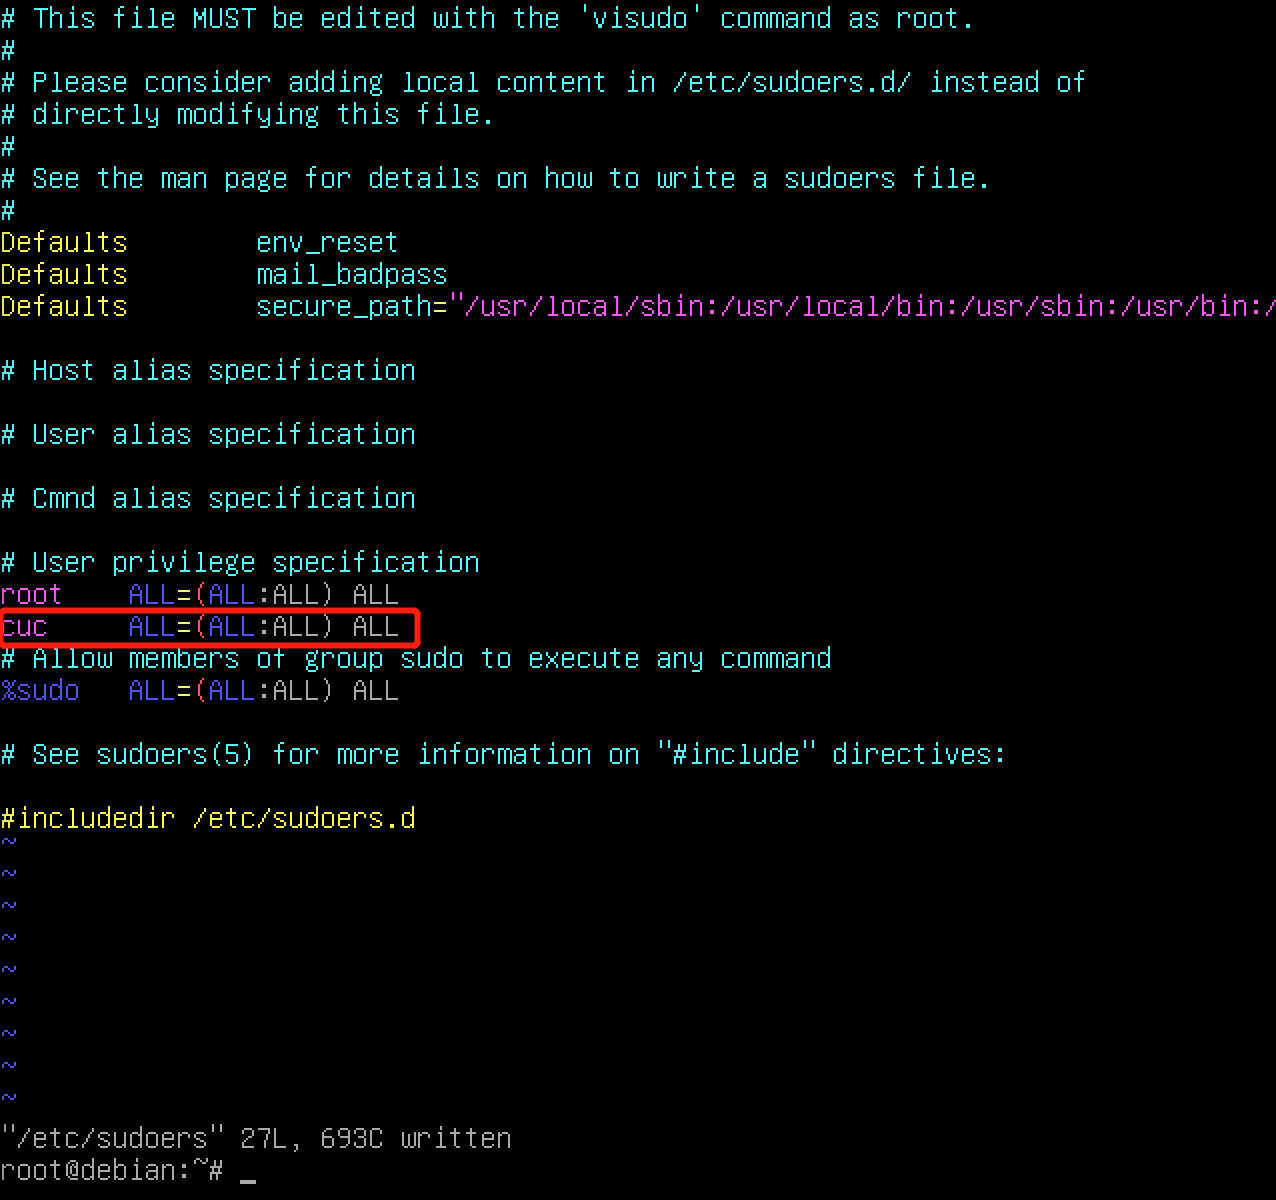 # This file MUST be edited with the 'visudo' command as root.
#
# Please consider adding local content in /etc/sudoers.d/ instead of
# directly modifying this file.
#
# See the man page for details on how to write a sudoers file.
#
Defaults        env_reset
Defaults        mail_badpass
Defaults        secure_path="/usr/local/sbin:/usr/local/bin:/usr/sbin:/usr/bin:/
# Host alias specification
# User alias specification
# Cmnd alias specification
# User privilege specification
root    ALL=(ALL:ALL) ALL
cuc     ALL=(ALL:ALL) ALL
# Allow members of group sudo to execute any command
%sudo   ALL=(ALL:ALL) ALL
# See sudoers(5) for more information on "#include" directives:
#includedir /etc/sudoers.d
~
~
~
~
~
~
~
~
~
"/etc/sudoers" 27L, 693C written
root@debian:~# _